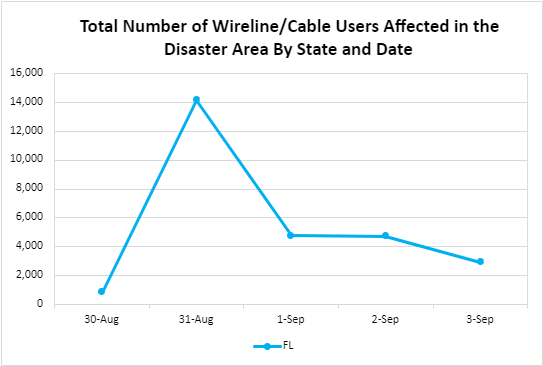 Total Number of Wireline/Cable Users Affected in the
Disaster Area By State and Date
16,000
14,000
12,000
10,000
8,000
6,000
4,000
2,000
0
30-Aug 31-Aug 1-Sep 2-Sep 3-Sep
FL